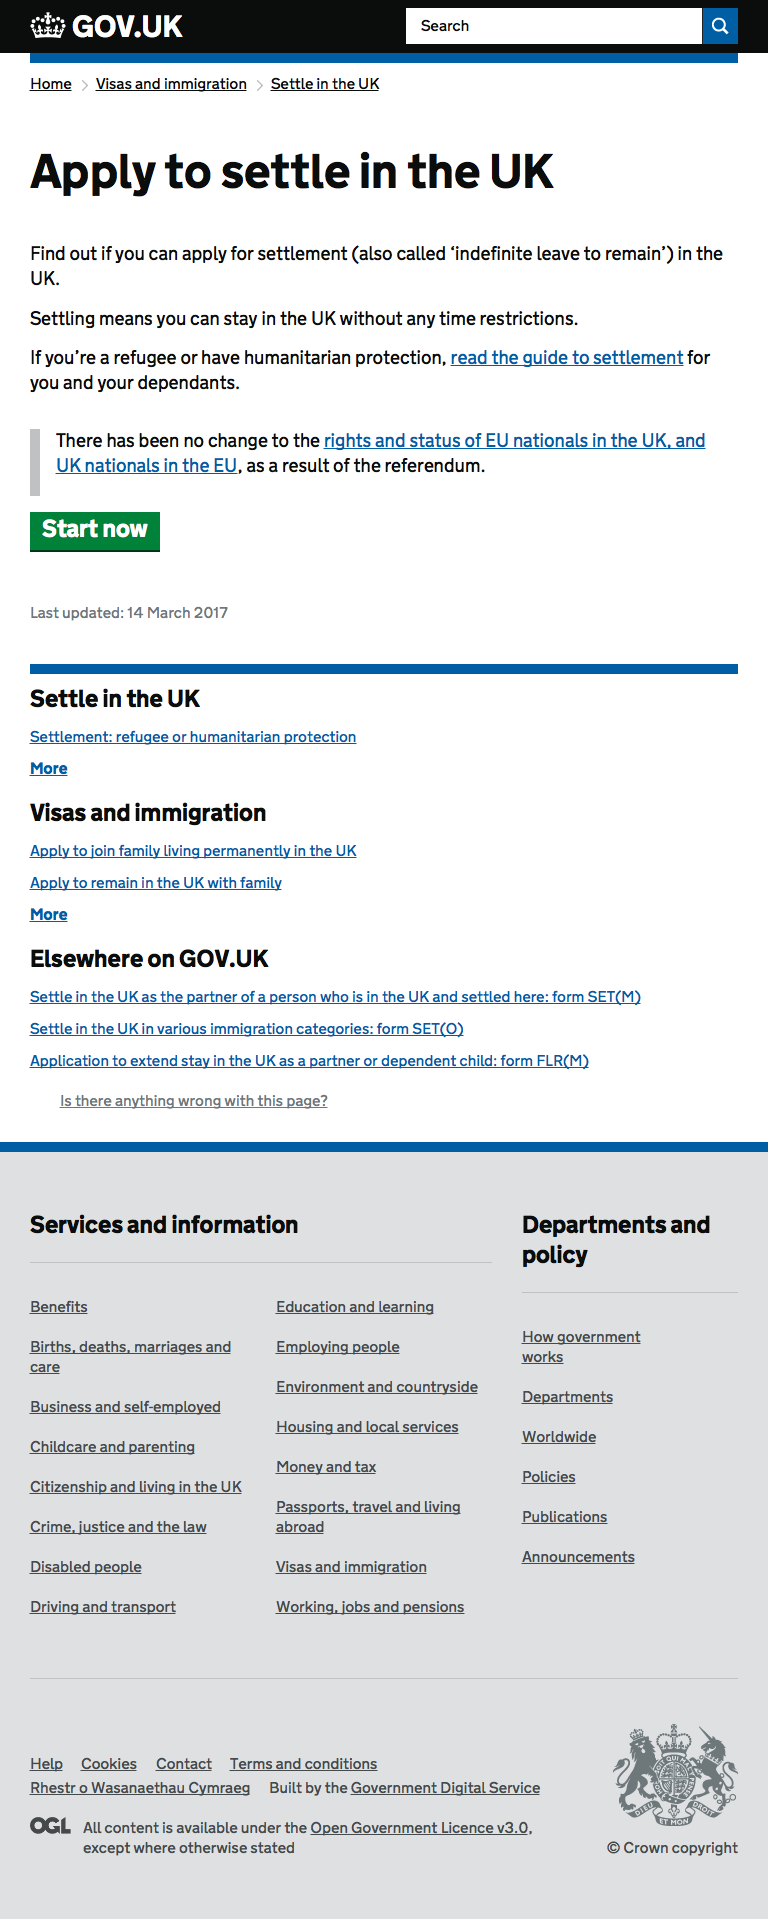 GOV.UK
Search
Home
Visas and immigration
Settle in the UK
Apply to settle in the UK
Find out if you can apply for settlement (also called ‘indefinite leave to remain’) in the
UK.
Settling means you can stay in the UK without any time restrictions.
If you’re a refugee or have humanitarian protection, read the guide to settlement for
you and your dependants.
There has been no change to the rights and status of EU nationals in the UK, and
UK nationals in the EU, as a result of the referendum.
Start now
Last updated: 14 March 2017
Settle in the UK
Settlement: refugee or humanitarian protection
More
Visas and immigration
Apply to join family living permanently in the UK
Apply to remain in the UK with family
More
Elsewhere on GOV.UK
Settle in the UK as the partner of a person who is in the UK and settled here: form SET(M)
Settle in the UK in various immigration categories: form SET(O)
Application to extend stay in the UK as a partner or dependent child: form FLR(M)
Is there anything wrong with this page?
Services and information
Benefits
Births, deaths, marriages and
care
Business and self-employed
Childcare and parenting
Citizenship and living in the UK
Crime, justice and the law
Disabled people
Driving and transport
Education and learning
Employing people
Environment and countryside
Housing and local services
Money and tax
Passports, travel and living
abroad
Visas and immigration
Working, jobs and pensions
Departments and
policy
How government
works
Departments
Worldwide
Policies
Publications
Announcements
Help
Cookies
Contact
Terms and conditions
Rhestr o Wasanaethau Cymraeg
Built by the Government Digital Service
OGL
All content is available under the Open Government Licence v3.0,
except where otherwise stated
DIEU ET MON DROIT
© Crown copyright